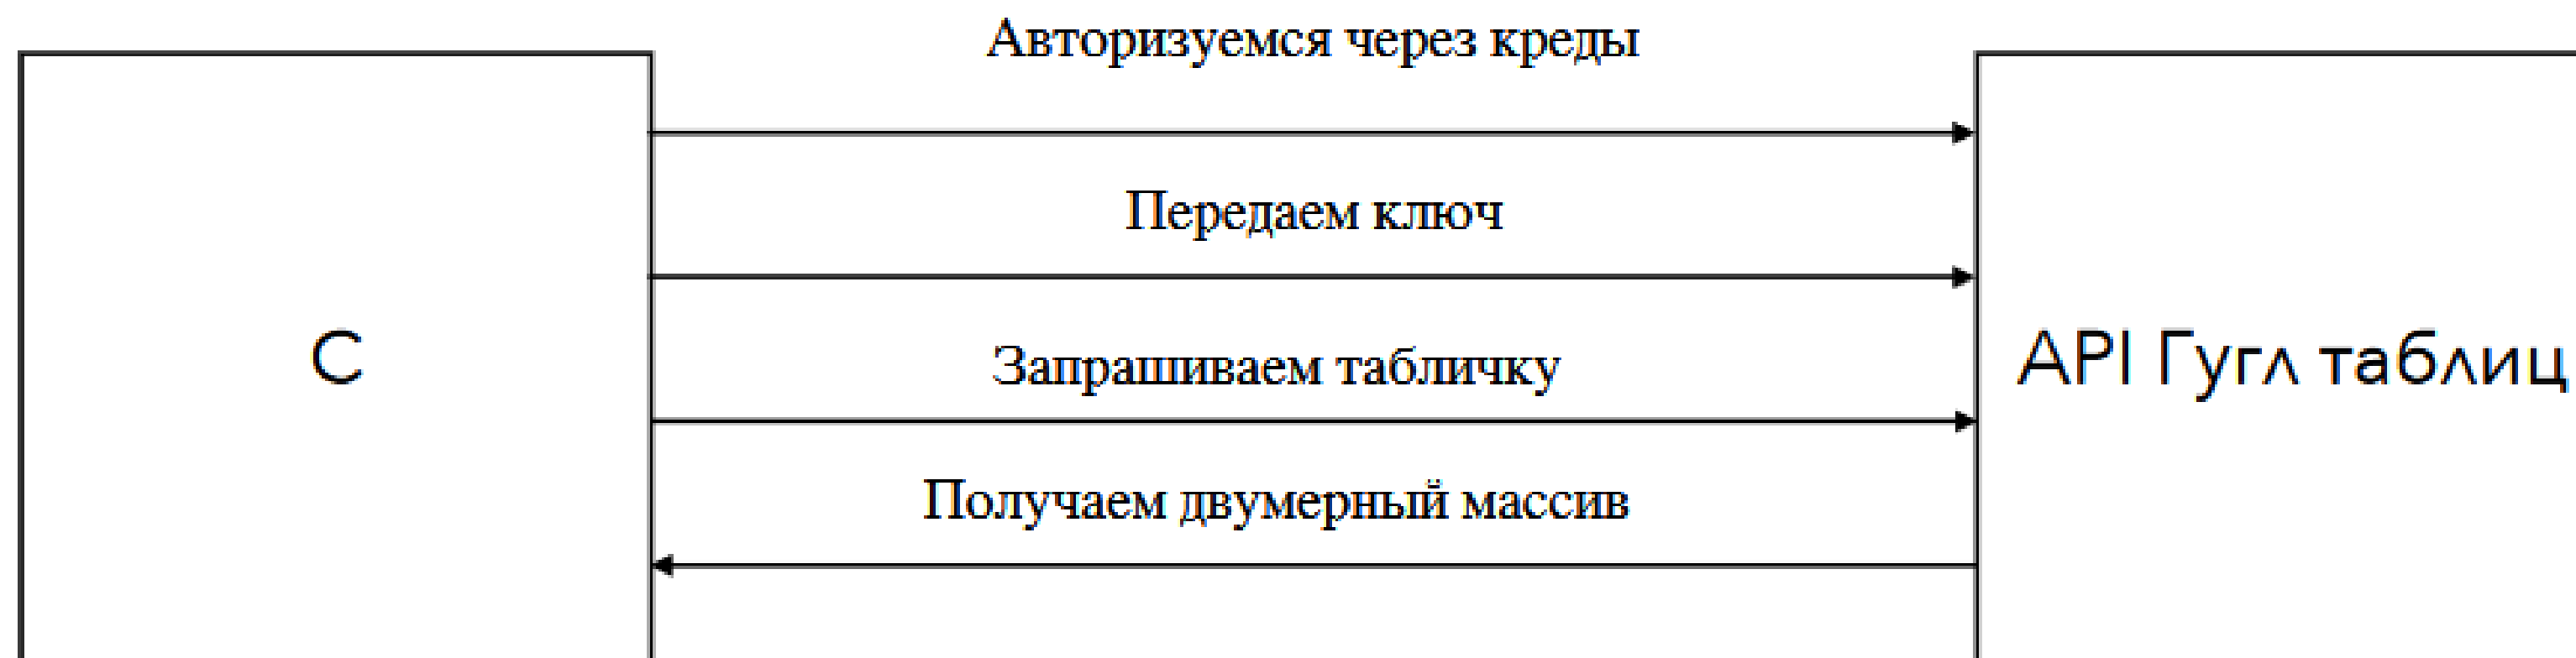 Авторизуемся через креды
Передаем ключ
С
Запрашиваем табличку
API Гугл таблиц
Получаем двумерный массив